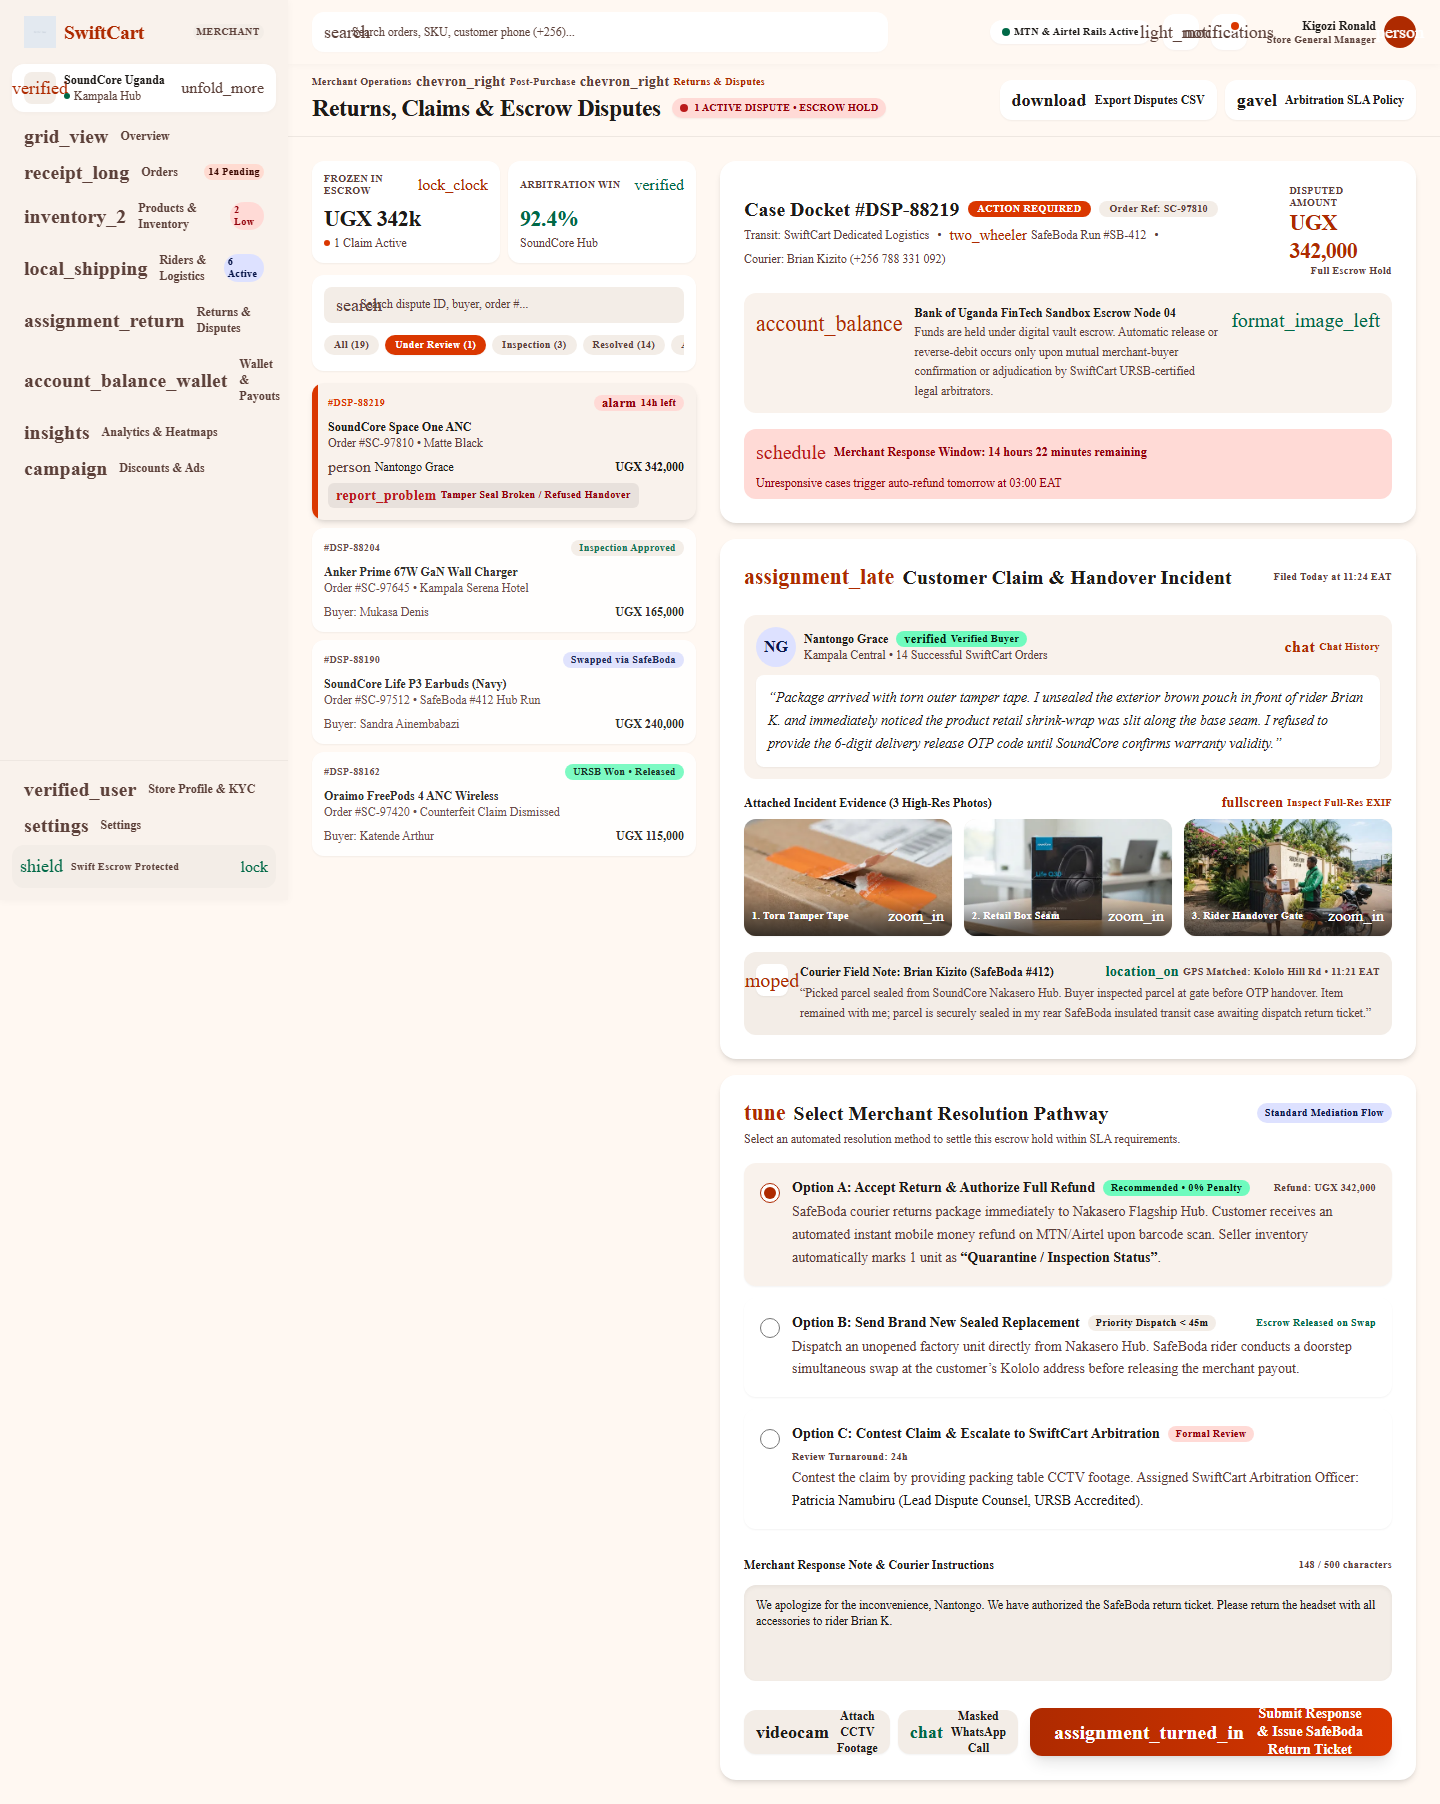 SwiftCart
MERCHANT
verified
SoundCore Uganda
Kampala Hub
unfold_more
grid_view Overview
receipt_long Orders 14 Pending
inventory_2 Products & Inventory 2 Low
local_shipping Riders & Logistics 6 Active
assignment_return Returns & Disputes
account_balance_wallet Wallet & Payouts
insights Analytics & Heatmaps
campaign Discounts & Ads
verified_user Store Profile & KYC
settings Settings
shield Swift Escrow Protected lock
search
Search orders, SKU, customer phone (+256)...
MTN & Airtel Rails Active
notifications
Kigozi Ronald
Store General Manager
Merchant Operations chevron_right Post-Purchase chevron_right Returns & Disputes
Returns, Claims & Escrow Disputes
1 ACTIVE DISPUTE • ESCROW HOLD
download Export Disputes CSV
gavel Arbitration SLA Policy
FROZEN IN ESCROW lock_clock
UGX 342k
1 Claim Active
ARBITRATION WIN verified
92.4%
SoundCore Hub
search
Search dispute ID, buyer, order #...
All (19)
Under Review (1)
Inspection (3)
Resolved (14)
#DSP-88219 alarm 14h left
SoundCore Space One ANC
Order #SC-97810 • Matte Black
person Nantongo Grace UGX 342,000
report_problem Tamper Seal Broken / Refused Handover
#DSP-88204 Inspection Approved
Anker Prime 67W GaN Wall Charger
Order #SC-97645 • Kampala Serena Hotel
Buyer: Mukasa Denis UGX 165,000
#DSP-88190 Swapped via SafeBoda
SoundCore Life P3 Earbuds (Navy)
Order #SC-97512 • SafeBoda #412 Hub Run
Buyer: Sandra Ainembabazi UGX 240,000
#DSP-88162 URSB Won • Released
Oraimo FreePods 4 ANC Wireless
Order #SC-97420 • Counterfeit Claim Dismissed
Buyer: Katende Arthur UGX 115,000
Case Docket #DSP-88219 ACTION REQUIRED Order Ref: SC-97810
Transit: SwiftCart Dedicated Logistics • two_wheeler SafeBoda Run #SB-412 •
Courier: Brian Kizito (+256 788 331 092)
DISPUTED AMOUNT
UGX 342,000
Full Escrow Hold
account_balance
Bank of Uganda FinTech Sandbox Escrow Node 04
Funds are held under digital vault escrow. Automatic release or
reverse-debit occurs only upon mutual merchant-buyer
confirmation or adjudication by SwiftCart URSB-certified
legal arbitrators.
format_image_left
schedule Merchant Response Window: 14 hours 22 minutes remaining
Unresponsive cases trigger auto-refund tomorrow at 03:00 EAT
assignment_late Customer Claim & Handover Incident
Filed Today at 11:24 EAT
NG
Nantongo Grace verified Verified Buyer
Kampala Central • 14 Successful SwiftCart Orders
chat Chat History
“Package arrived with torn outer tamper tape. I unsealed the exterior brown pouch in front of rider Brian
K. and immediately noticed the product retail shrink-wrap was slit along the base seam. I refused to
provide the 6-digit delivery release OTP code until SoundCore confirms warranty validity.”
Attached Incident Evidence (3 High-Res Photos)
fullscreen Inspect Full-Res EXIF
1. Torn Tamper Tape zoom_in
2. Retail Box Seam zoom_in
3. Rider Handover Gate zoom_in
moped
Courier Field Note: Brian Kizito (SafeBoda #412)
location_on GPS Matched: Kololo Hill Rd • 11:21 EAT
“Picked parcel sealed from SoundCore Nakasero Hub. Buyer inspected parcel at gate before OTP handover. Item
remained with me; parcel is securely sealed in my rear SafeBoda insulated transit case awaiting dispatch return ticket.”
tune Select Merchant Resolution Pathway
Standard Mediation Flow
Select an automated resolution method to settle this escrow hold within SLA requirements.
Option A: Accept Return & Authorize Full Refund Recommended • 0% Penalty Refund: UGX 342,000
SafeBoda courier returns package immediately to Nakasero Flagship Hub. Customer receives an
automated instant mobile money refund on MTN/Airtel upon barcode scan. Seller inventory
automatically marks 1 unit as “Quarantine / Inspection Status”.
Option B: Send Brand New Sealed Replacement Priority Dispatch < 45m Escrow Released on Swap
Dispatch an unopened factory unit directly from Nakasero Hub. SafeBoda rider conducts a doorstep
simultaneous swap at the customer’s Kololo address before releasing the merchant payout.
Option C: Contest Claim & Escalate to SwiftCart Arbitration Formal Review
Review Turnaround: 24h
Contest the claim by providing packing table CCTV footage. Assigned SwiftCart Arbitration Officer:
Patricia Namubiru (Lead Dispute Counsel, URSB Accredited).
Merchant Response Note & Courier Instructions
148 / 500 characters
We apologize for the inconvenience, Nantongo. We have authorized the SafeBoda return ticket. Please return the headset with all
accessories to rider Brian K.
videocam Attach CCTV Footage
chat Masked WhatsApp Call
assignment_turned_in Submit Response & Issue SafeBoda Return Ticket